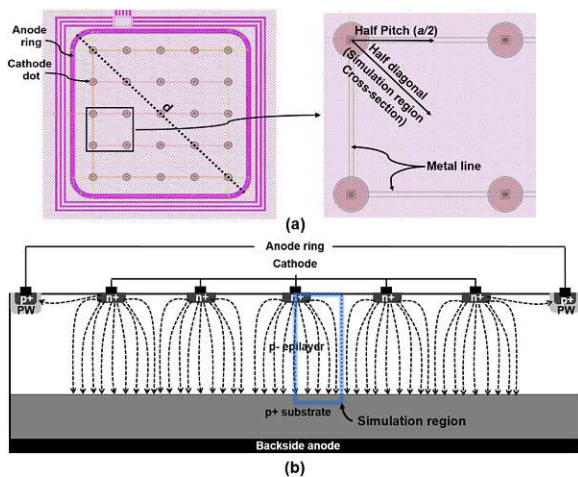 Anode
ring
Cathode
dot
d
Half Pitch (a/2)
Half diagonal
(Simulation region
Cross-section)
Metal line
(a)
Anode ring
Cathode
p+
PW
n+
n+
n+
n+
n+
p+
PW
p- epilayer
p+ substrate
Simulation region
Backside anode
(b)